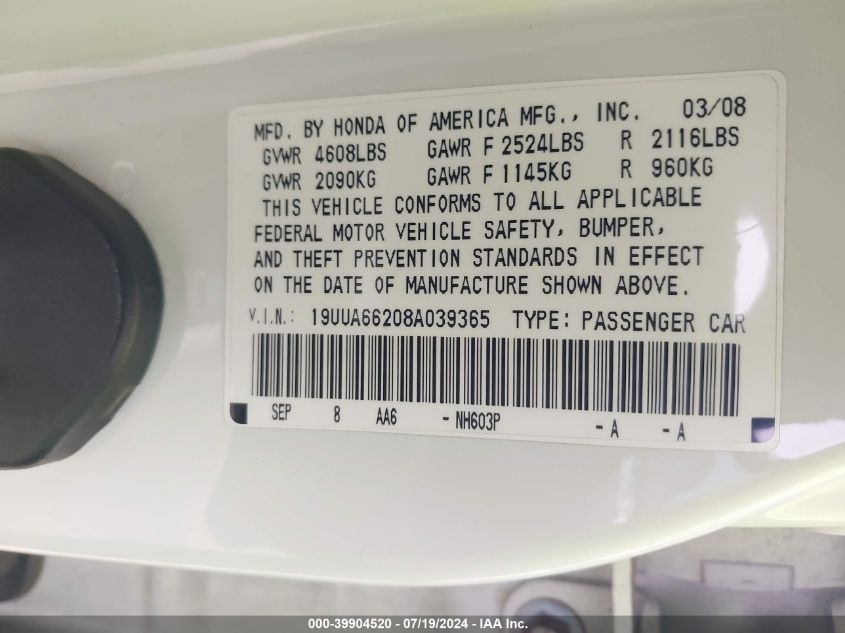 MFD. BY HONDA OF AMERICA MFG., INC. 03/08
GVWR 4608LBS GAWR F 2524LBS R 2116LBS
GVWR 2090KG GAWR F 1145KG R 960KG
THIS VEHICLE CONFORMS TO ALL APPLICABLE
FEDERAL MOTOR VEHICLE SAFETY, BUMPER,
AND THEFT PREVENTION STANDARDS IN EFFECT
ON THE DATE OF MANUFACTURE SHOWN ABOVE.
V.I.N.: 19UUA66208A039365 TYPE: PASSENGER CAR
SEP 8 AA6 - NH603P - A - A
000-39904520 - 07/19/2024 - IAA Inc.